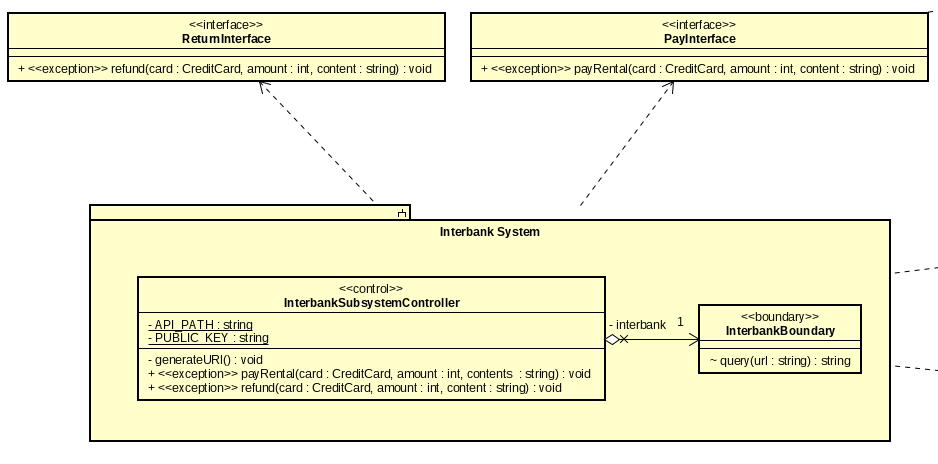 <<interface>>
ReturnInterface
+ <<exception>> refund(card : CreditCard, amount : int, content : string) : void
<<interface>>
PayInterface
+ <<exception>> payRental(card : CreditCard, amount : int, content : string) : void
Interbank System
<<control>>
InterbankSubsystemController
- API_PATH : string
- PUBLIC_KEY : string
- generateURI() : void
+ <<exception>> payRental(card : CreditCard, amount : int, contents : string) : void
+ <<exception>> refund(card : CreditCard, amount : int, content : string) : void
- interbank 1
<<boundary>>
InterbankBoundary
~ query(url : string) : string